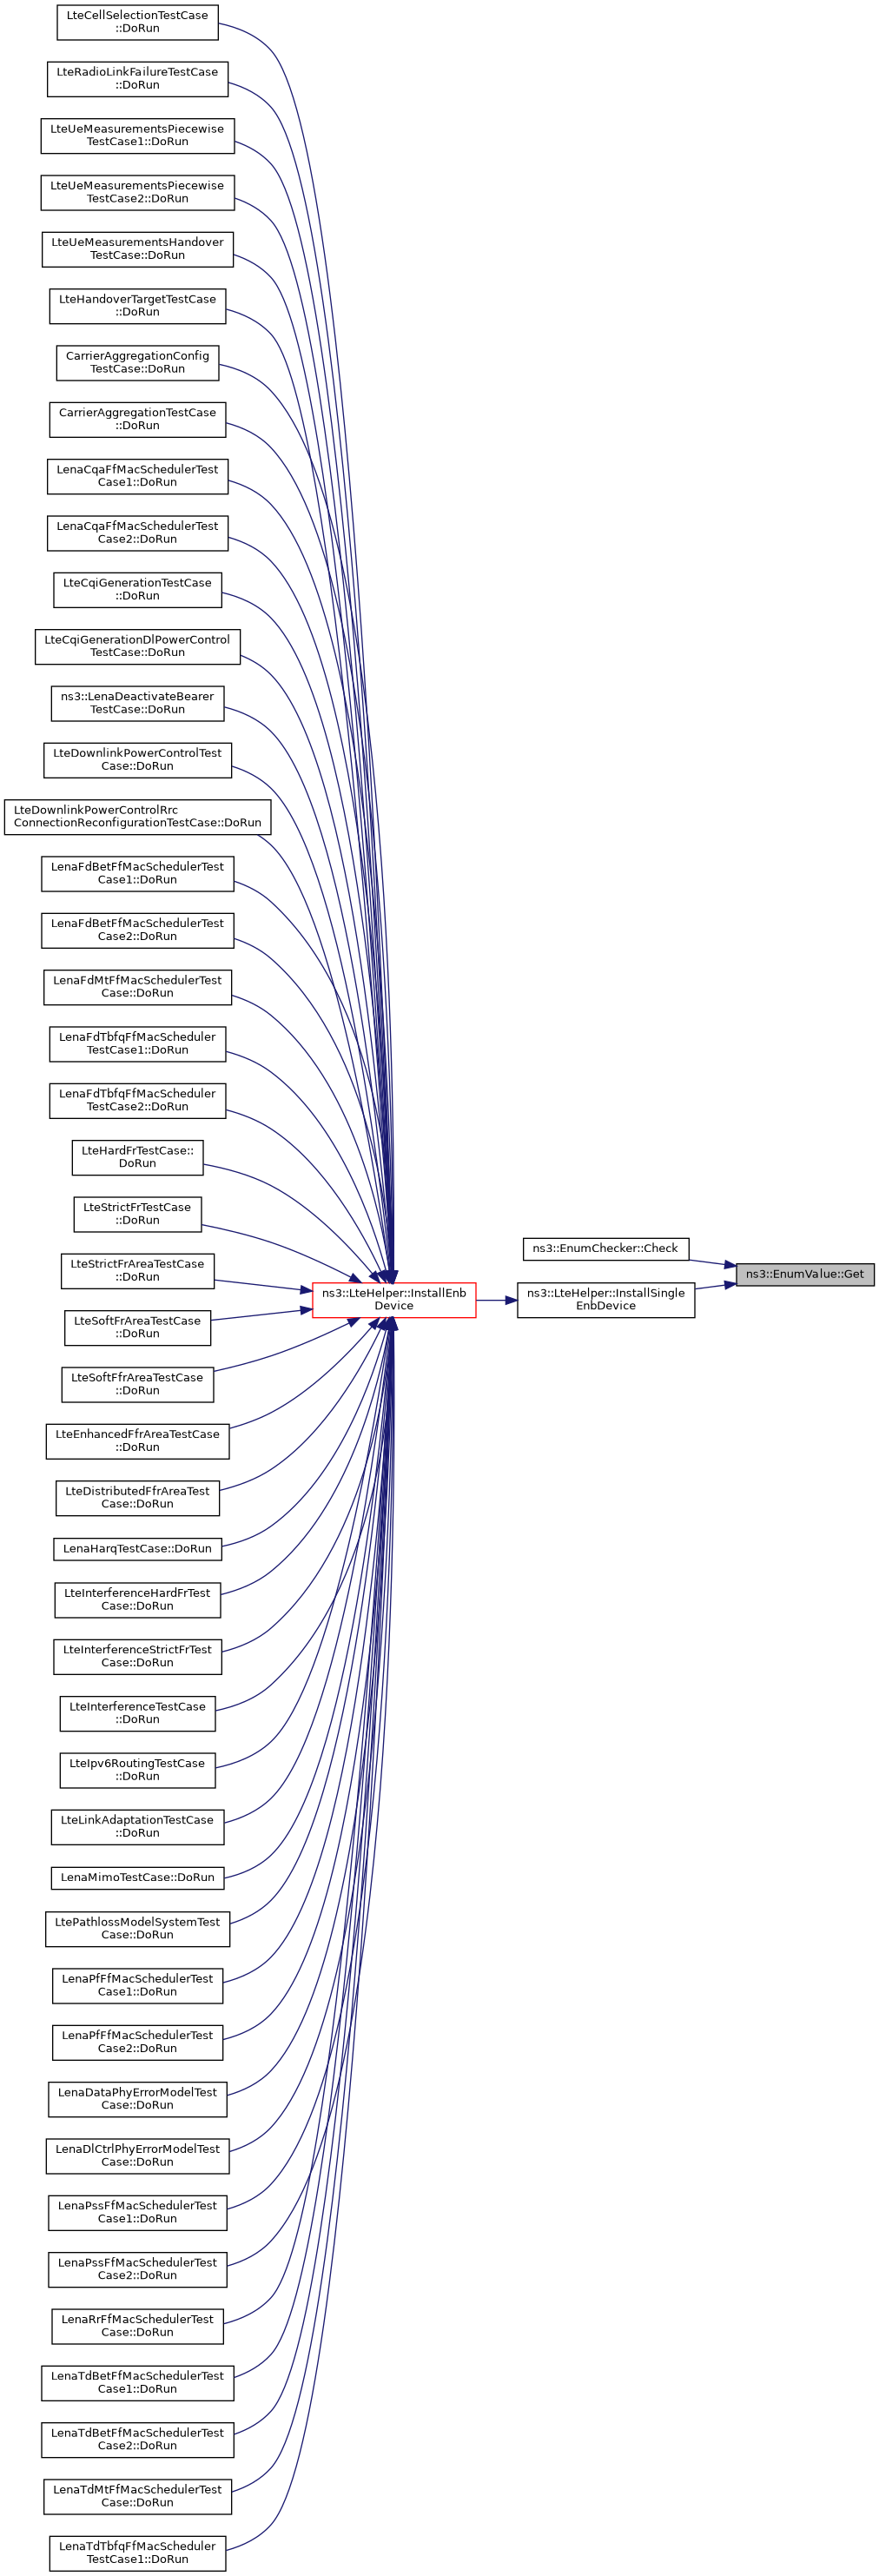 LteCellSelectionTestCase
::DoRun
LteRadioLinkFailureTestCase
::DoRun
LteUeMeasurementsPiecewise
TestCase1::DoRun
LteUeMeasurementsPiecewise
TestCase2::DoRun
LteUeMeasurementsHandover
TestCase::DoRun
LteHandoverTargetTestCase
::DoRun
CarrierAggregationConfig
TestCase::DoRun
CarrierAggregationTestCase
::DoRun
LenaCqaFfMacSchedulerTest
Case1::DoRun
LenaCqaFfMacSchedulerTest
Case2::DoRun
LteCqiGenerationTestCase
::DoRun
LteCqiGenerationDlPowerControl
TestCase::DoRun
ns3::LenaDeactivateBearer
TestCase::DoRun
LteDownlinkPowerControlTest
Case::DoRun
LteDownlinkPowerControlRrc
ConnectionReconfigurationTestCase::DoRun
LenaFdBetFfMacSchedulerTest
Case1::DoRun
LenaFdBetFfMacSchedulerTest
Case2::DoRun
LenaFdMtFfMacSchedulerTest
Case::DoRun
LenaFdTbfqFfMacScheduler
TestCase1::DoRun
LenaFdTbfqFfMacScheduler
TestCase2::DoRun
LteHardFrTestCase::
DoRun
LteStrictFrTestCase
::DoRun
LteStrictFrAreaTestCase
::DoRun
LteSoftFrAreaTestCase
::DoRun
LteSoftFfrAreaTestCase
::DoRun
LteEnhancedFfrAreaTestCase
::DoRun
LteDistributedFfrAreaTest
Case::DoRun
LenaHarqTestCase::DoRun
LteInterferenceHardFrTest
Case::DoRun
LteInterferenceStrictFrTest
Case::DoRun
LteInterferenceTestCase
::DoRun
LteIpv6RoutingTestCase
::DoRun
LteLinkAdaptationTestCase
::DoRun
LenaMimoTestCase::DoRun
LtePathlossModelSystemTest
Case::DoRun
LenaPfFfMacSchedulerTest
Case1::DoRun
LenaPfFfMacSchedulerTest
Case2::DoRun
LenaDataPhyErrorModelTest
Case::DoRun
LenaDlCtrlPhyErrorModelTest
Case::DoRun
LenaPssFfMacSchedulerTest
Case1::DoRun
LenaPssFfMacSchedulerTest
Case2::DoRun
LenaRrFfMacSchedulerTest
Case::DoRun
LenaTdBetFfMacSchedulerTest
Case1::DoRun
LenaTdBetFfMacSchedulerTest
Case2::DoRun
LenaTdMtFfMacSchedulerTest
Case::DoRun
LenaTdTbfqFfMacScheduler
TestCase1::DoRun
ns3::LteHelper::InstallEnb
Device
ns3::EnumChecker::Check
ns3::LteHelper::InstallSingle
EnbDevice
ns3::EnumValue::Get